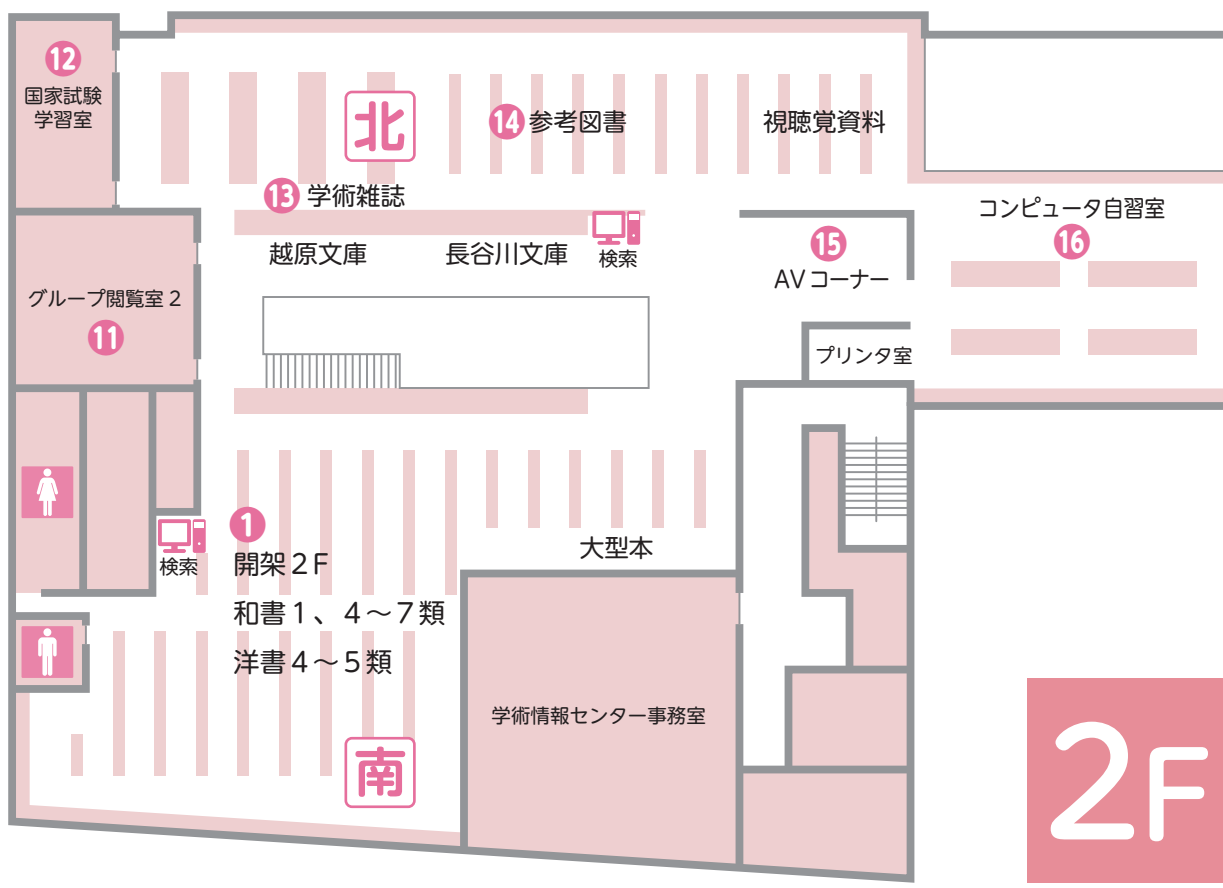 ⑫
国家試験
学習室
北
⑭参考図書
視聴覚資料
⑬学術雑誌
越原文庫
長谷川文庫
検索
⑮
AVコーナー
コンピュータ自習室
⑯
グループ閲覧室2
⑪
プリンタ室
①
検索
開架2F
和書1、4〜7類
洋書4〜5類
大型本
学術情報センター事務室
南
2F